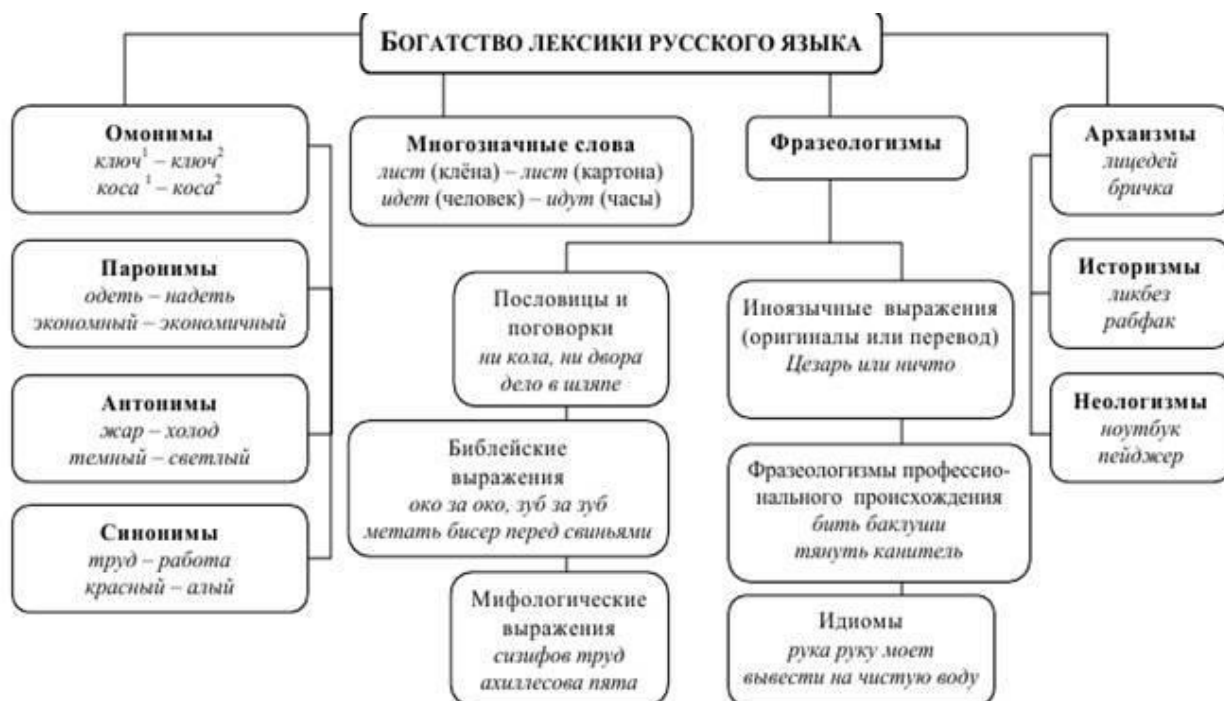 БОГАТСТВО ЛЕКСИКИ РУССКОГО ЯЗЫКА
Омонимы
ключ¹ – ключ²
коса ¹ – коса²
Паронимы
одеть – надеть
экономный – экономичный
Антонимы
жар – холод
темный – светлый
Синонимы
труд – работа
красный – алый
Многозначные слова
лист (клёна) – лист (картона)
идет (человек) – идут (часы)
Фразеологизмы
Пословицы и
поговорки
ни кола, ни двора
дело в шляпе
Библейские
выражения
око за око, зуб за зуб
метать бисер перед свиньями
Мифологические
выражения
сизифов труд
ахиллесова пята
Иноязычные выражения
(оригиналы или перевод)
Цезарь или ничто
Фразеологизмы профессио-
нального происхождения
бить баклуши
тянуть канитель
Идиомы
рука руку моет
вывести на чистую воду
Архаизмы
лицедей
бричка
Историзмы
ликбез
рабфак
Неологизмы
ноутбук
пейджер